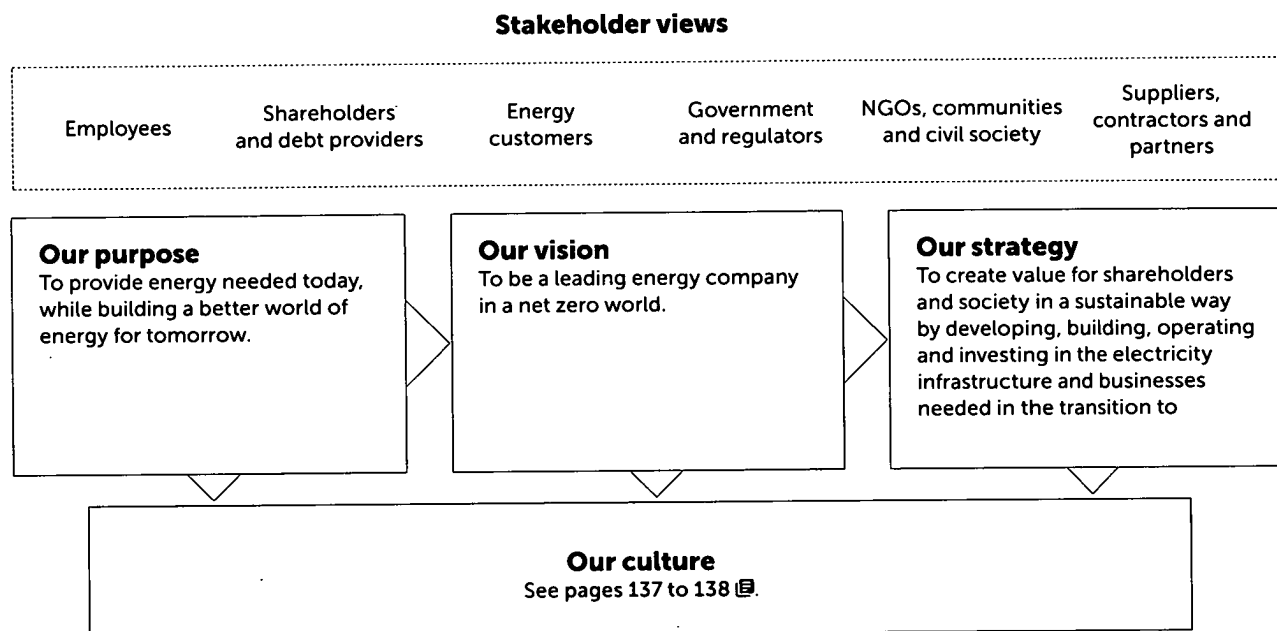 Stakeholder views
Employees
Shareholders
and debt providers
Energy
customers
Government
and regulators
NGOs, communities
and civil society
Suppliers,
contractors and
partners
Our purpose
To provide energy needed today,
while building a better world of
energy for tomorrow.
Our vision
To be a leading energy company
in a net zero world.
Our strategy
To create value for shareholders
and society in a sustainable way
by developing, building, operating
and investing in the electricity
infrastructure and businesses
needed in the transition to
Our culture
See pages 137 to 138.